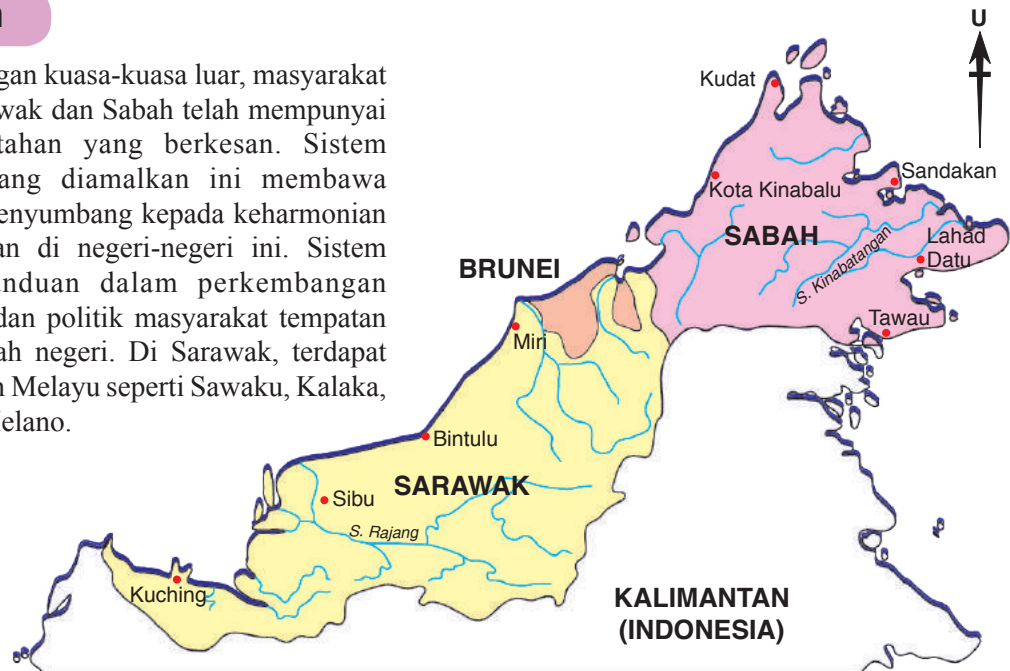 gan kuasa-kuasa luar, masyarakat
wak dan Sabah telah mempunyai
tahan yang berkesan. Sistem
ang diamalkan ini membawa
enyumbang kepada keharmonian
an di negeri-negeri ini. Sistem
nduan dalam perkembangan
dan politik masyarakat tempatan
ah negeri. Di Sarawak, terdapat
n Melayu seperti Sawaku, Kalaka,
elano.
U
Kudat
Kota Kinabalu
Sandakan
SABAH
Lahad
Datu
S. Kinabatangan
BRUNEI
Tawau
Miri
Bintulu
SARAWAK
Sibu
S. Rajang
Kuching
KALIMANTAN
(INDONESIA)